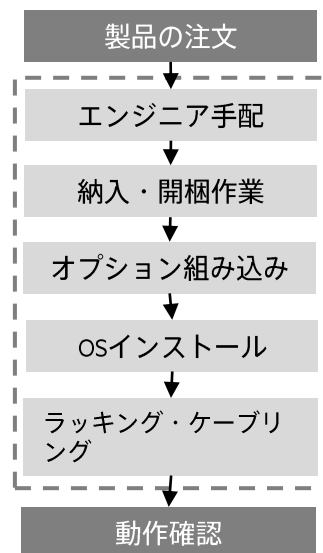 製品の注文
エンジニア手配
納入・開梱作業
オプション組み込み
OSインストール
ラッキング・ケーブリ
ング
動作確認